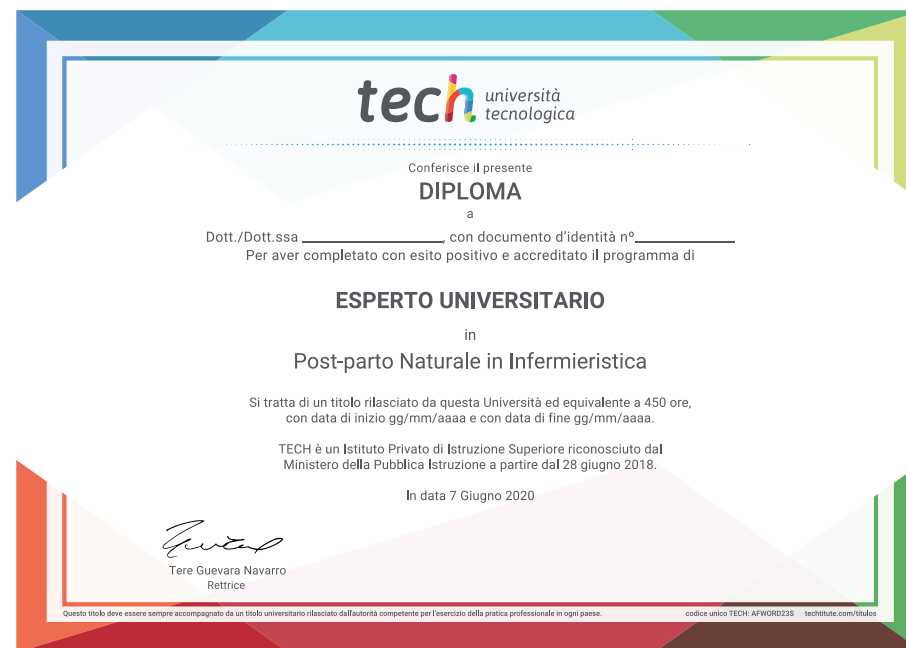 tech università
tecnologica
Conferisce il presente
DIPLOMA
a
Dott./Dott.ssa ____________________, con documento d'identità nº______________
Per aver completato con esito positivo e accreditato il programma di
ESPERTO UNIVERSITARIO
in
Post-parto Naturale in Infermieristica
Si tratta di un titolo rilasciato da questa Università ed equivalente a 450 ore,
con data di inizio gg/mm/aaaa e con data di fine gg/mm/aaaa.
TECH è un Istituto Privato di Istruzione Superiore riconosciuto dal
Ministero della Pubblica Istruzione a partire dal 28 giugno 2018.
In data 7 Giugno 2020
Tere Guevara Navarro
Rettrice
Questo titolo deve essere sempre accompagnato da un titolo universitario rilasciato dall'autorità competente per l'esercizio della pratica professionale in ogni paese. codice unico TECH: AFWORD23S techtitute.com/titulos